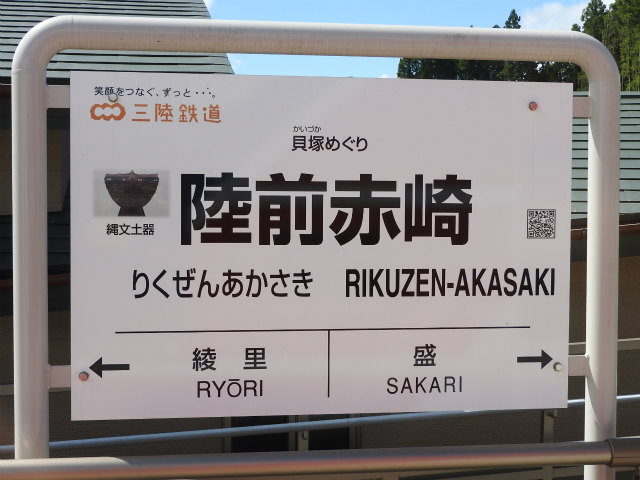 笑顔をつなぐ、ずっと・・・。
三陸鉄道
かいづか
貝塚めぐり
縄文土器
陸前赤崎
りくぜんあかさき RIKUZEN-AKASAKI
綾里 盛
RYŌRI SAKARI